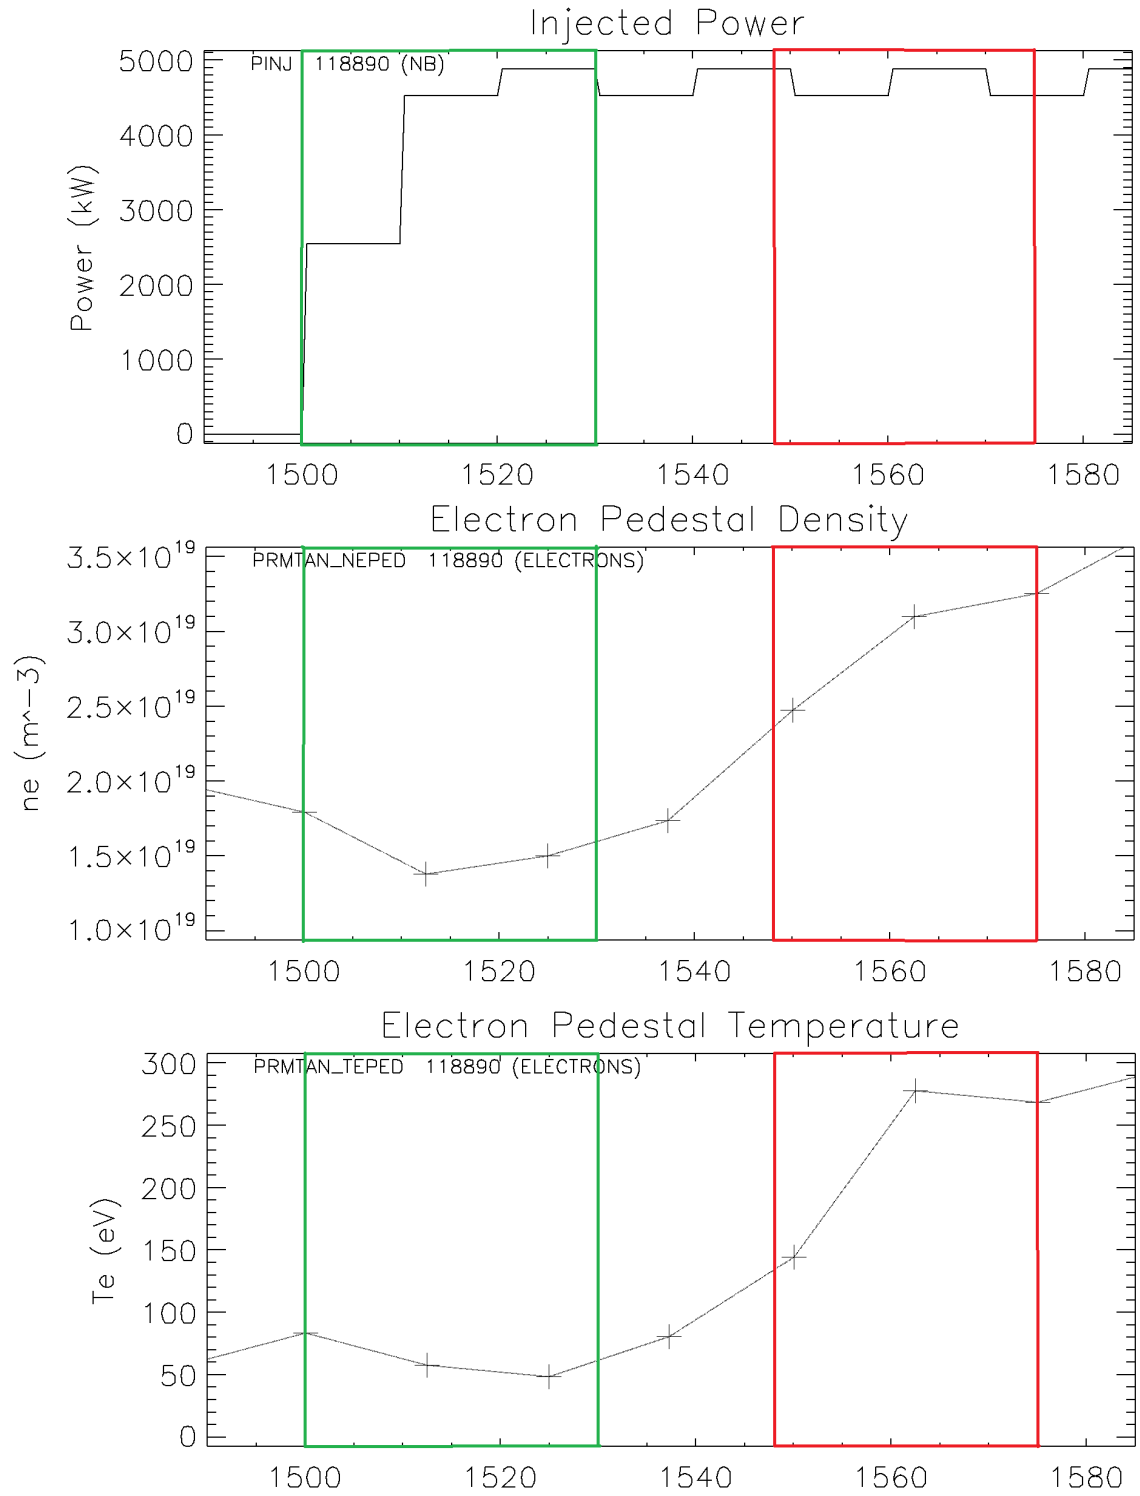 Injected Power
PINJ 118890 (NB)
5000
4000
3000
2000
1000
0
Power (kW)
1500 1520 1540 1560 1580
Electron Pedestal Density
PRMTAN_NEPED 118890 (ELECTRONS)
3.5×10^19
3.0×10^19
2.5×10^19
2.0×10^19
1.5×10^19
1.0×10^19
ne (m^-3)
1500 1520 1540 1560 1580
Electron Pedestal Temperature
PRMTAN_TEPED 118890 (ELECTRONS)
300
250
200
150
100
50
0
Te (eV)
1500 1520 1540 1560 1580